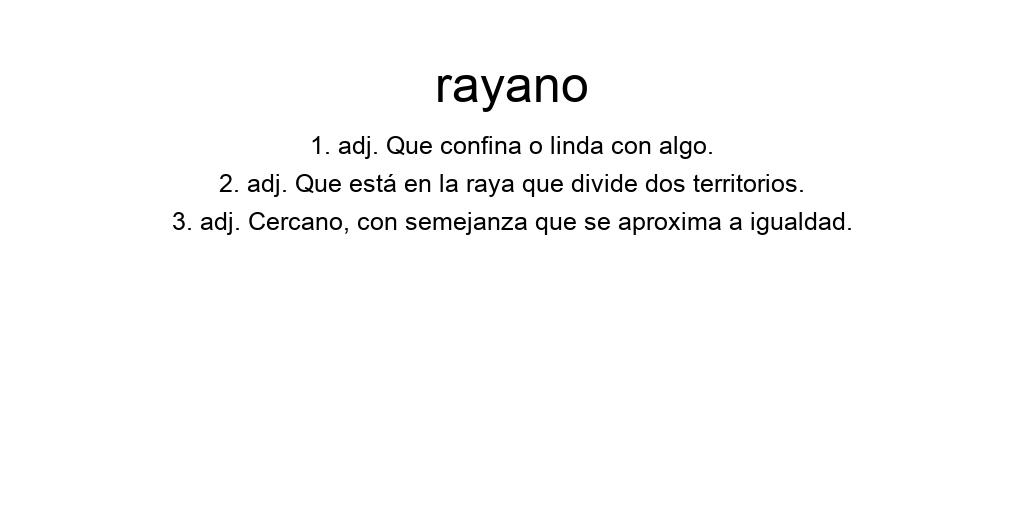 rayano
1. adj. Que confina o linda con algo.
2. adj. Que está en la raya que divide dos territorios.
3. adj. Cercano, con semejanza que se aproxima a igualdad.